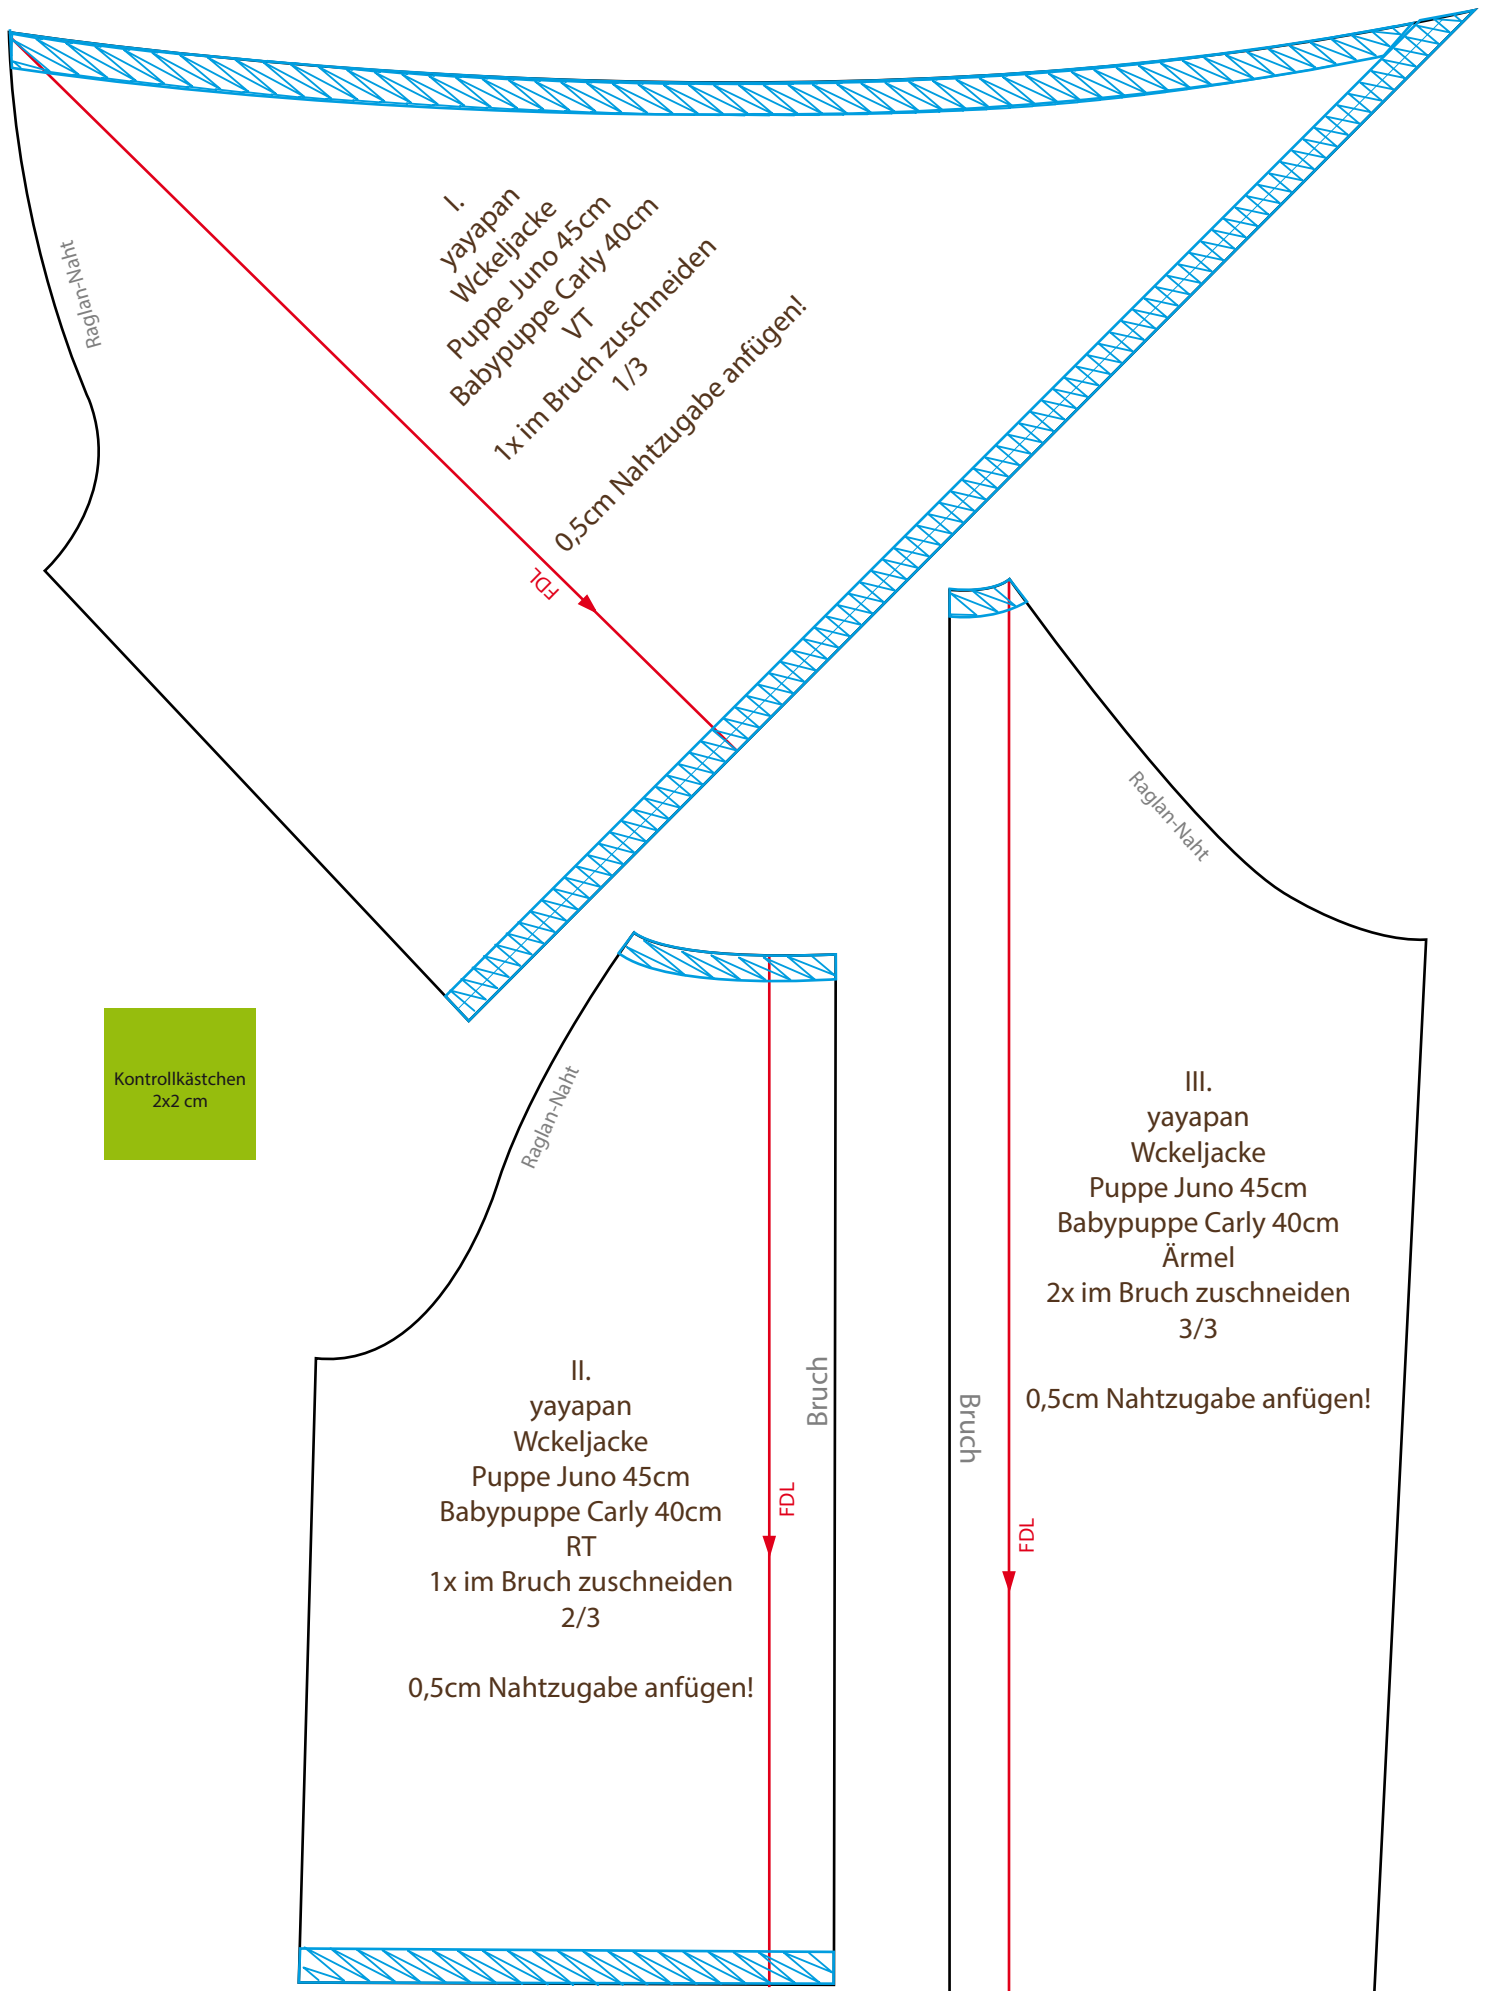 I.
yayapan
Wckeljacke
Puppe Juno 45cm
Babypuppe Carly 40cm
VT
1x im Bruch zuschneiden
1/3
0,5cm Nahtzugabe anfügen!
Raglan-Naht
FDL
Kontrollkästchen
2x2 cm
Raglan-Naht
II.
yayapan
Wckeljacke
Puppe Juno 45cm
Babypuppe Carly 40cm
RT
1x im Bruch zuschneiden
2/3
0,5cm Nahtzugabe anfügen!
FDL
Bruch
Raglan-Naht
III.
yayapan
Wckeljacke
Puppe Juno 45cm
Babypuppe Carly 40cm
Ärmel
2x im Bruch zuschneiden
3/3
0,5cm Nahtzugabe anfügen!
Bruch
FDL